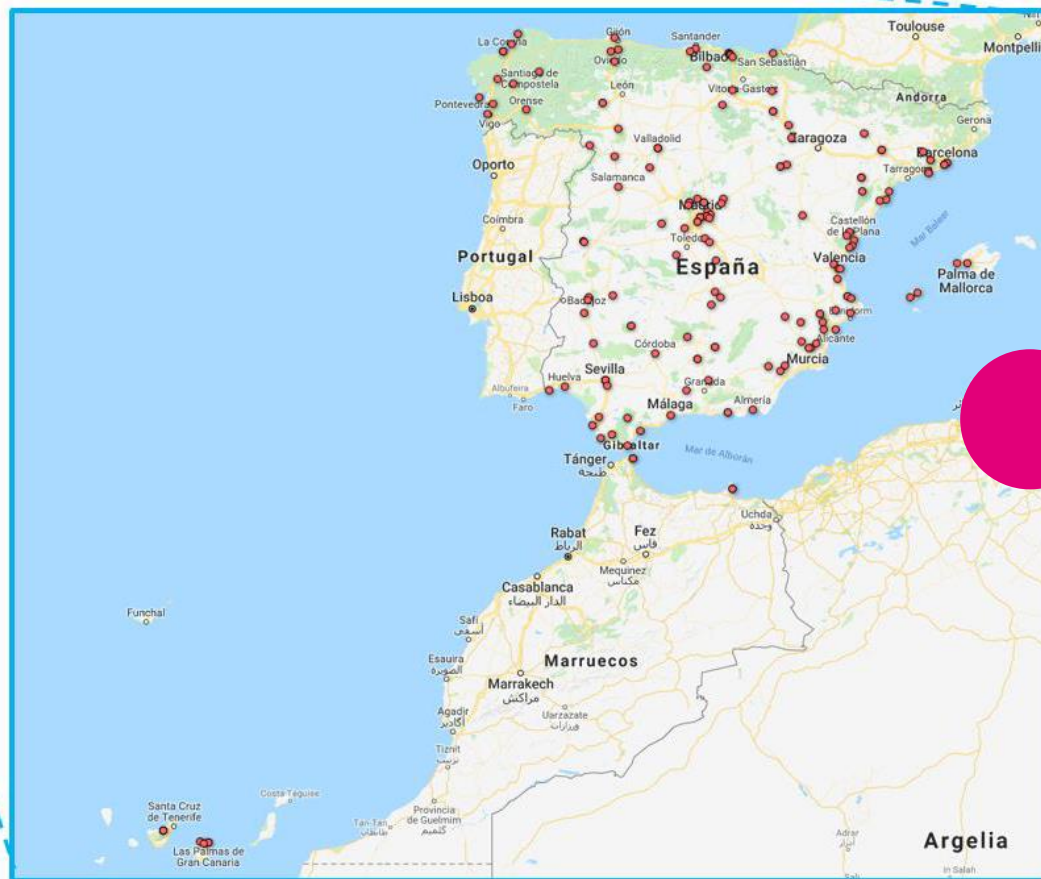 Toulouse
Montpelli
Gijón
Santander
La Coruña
Oviedo
Bilbao
San Sebastián
Santiago de
Compostela
León
Vitoria-Gasteiz
Andorra
Pontevedra
Orense
Gerona
Vigo
Valladolid
Zaragoza
Barcelona
Oporto
Tarragona
Salamanca
Madrid
Coímbra
Castellón
de la Plana
Mar Balear
Toledo
Portugal
España
Valencia
Palma de
Mallorca
Lisboa
Badajoz
Benidorm
Alicante
Córdoba
Murcia
Sevilla
Huelva
Granada
Albufeira
Faro
Málaga
Almería
Gibraltar
Mar de Alborán
Tánger
طنجة
Uchda
وجدة
Rabat
الرباط
Fez
فاس
Mequinez
مكناس
Casablanca
الدار البيضاء
Funchal
Safi
أسفي
Esauira
الصويرة
Marruecos
Marrakech
مراكش
Agadir
أكادير
Uarzazate
ورزازات
Tiznit
تزنيت
Costa Teguise
Santa Cruz
de Tenerife
Provincia
de Guelmim
كلميم
Tan-Tan
طانطان
Las Palmas de
Gran Canaria
Adrar
أدرار
Argelia
In Salah